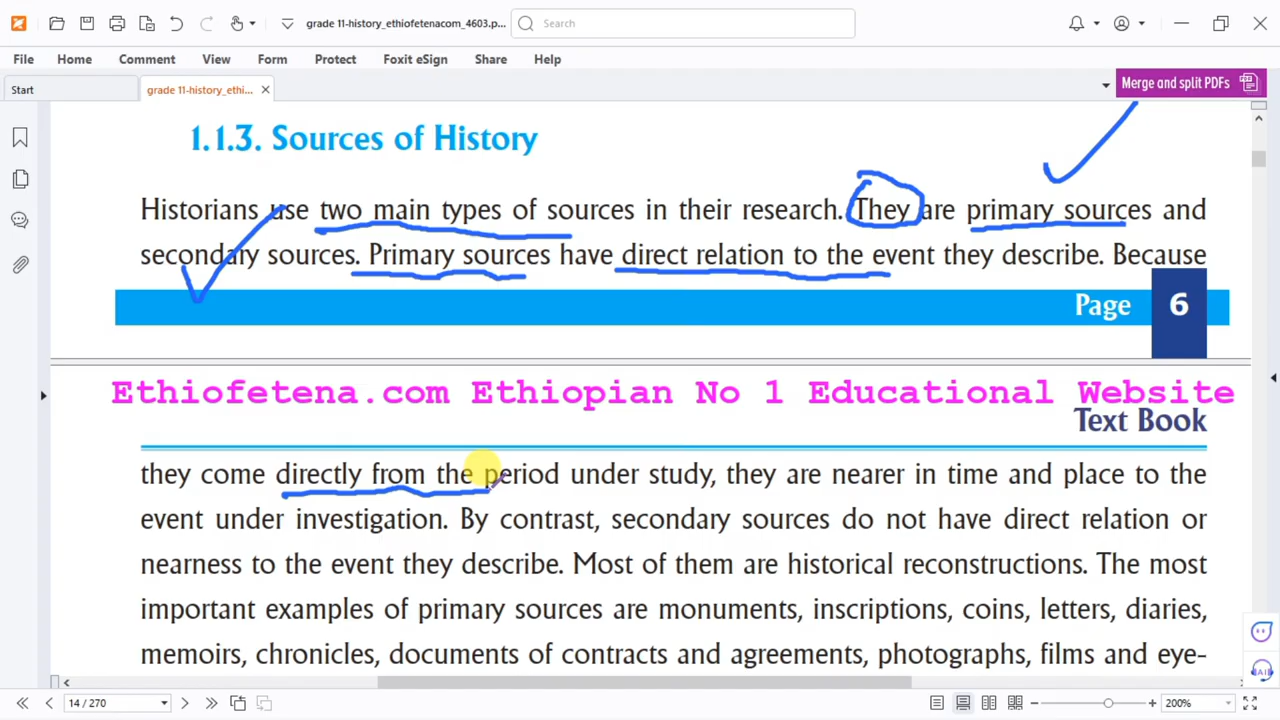 grade 11-history_ethiofetenacom_4603.p... Search
File Home Comment View Form Protect Foxit eSign Share Help
Start grade 11-history_ethi... Merge and split PDFs
1.1.3. Sources of History
Historians use two main types of sources in their research. They are primary sources and
secondary sources. Primary sources have direct relation to the event they describe. Because
Page 6
Ethiofetena.com Ethiopian No 1 Educational Website
Text Book
they come directly from the period under study, they are nearer in time and place to the
event under investigation. By contrast, secondary sources do not have direct relation or
nearness to the event they describe. Most of them are historical reconstructions. The most
important examples of primary sources are monuments, inscriptions, coins, letters, diaries,
memoirs, chronicles, documents of contracts and agreements, photographs, films and eye-
14 / 270 200%